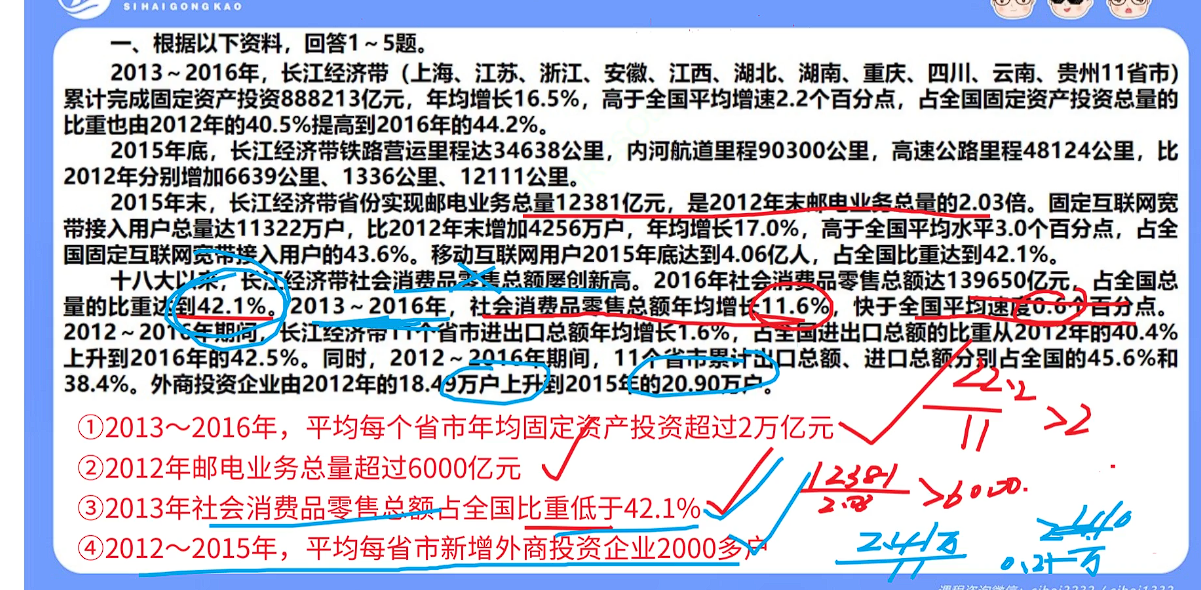 SIHAIGONGKAO
一、根据以下资料，回答1～5题。
2013～2016年，长江经济带（上海、江苏、浙江、安徽、江西、湖北、湖南、重庆、四川、云南、贵州11省市）
累计完成固定资产投资888213亿元，年均增长16.5%，高于全国平均增速2.2个百分点，占全国固定资产投资总量的
比重也由2012年的40.5%提高到2016年的44.2%。
2015年底，长江经济带铁路营运里程达34638公里，内河航道里程90300公里，高速公路里程48124公里，比
2012年分别增加6639公里、1336公里、12111公里。
2015年末，长江经济带省份实现邮电业务总量12381亿元，是2012年末邮电业务总量的2.03倍。固定互联网宽
带接入用户总量达11322万户，比2012年末增加4256万户，年均增长17.0%，高于全国平均水平3.0个百分点，占全
国固定互联网宽带接入用户的43.6%。移动互联网用户2015年底达到4.06亿人，占全国比重达到42.1%。
十八大以来，长江经济带社会消费品零售总额屡创新高。2016年社会消费品零售总额达139650亿元，占全国总
量的比重达到42.1%。2013～2016年，社会消费品零售总额年均增长11.6%，快于全国平均速度0.6个百分点。
2012～2016年期间，长江经济带11个省市进出口总额年均增长1.6%，占全国进出口总额的比重从2012年的40.4%
上升到2016年的42.5%。同时，2012～2016年期间，11个省市累计出口总额、进口总额分别占全国的45.6%和
38.4%。外商投资企业由2012年的18.49万户上升到2015年的20.90万户。
22.2
11
>2
①2013～2016年，平均每个省市年均固定资产投资超过2万亿元
②2012年邮电业务总量超过6000亿元
12381
>6000.
③2013年社会消费品零售总额占全国比重低于42.1%
④2012～2015年，平均每省市新增外商投资企业2000多户
2.41万
11